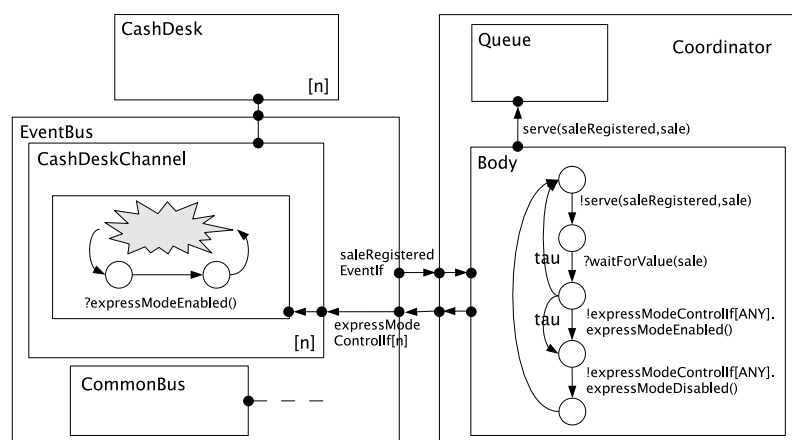 CashDesk
[n]
Queue
Coordinator
serve(saleRegistered,sale)
EventBus
CashDeskChannel
?expressModeEnabled()
[n]
saleRegistered
EventIf
expressMode
ControlIf[n]
CommonBus
Body
!serve(saleRegistered,sale)
tau
?waitForValue(sale)
tau
!expressModeControlIf[ANY].
expressModeEnabled()
!expressModeControlIf[ANY].
expressModeDisabled()